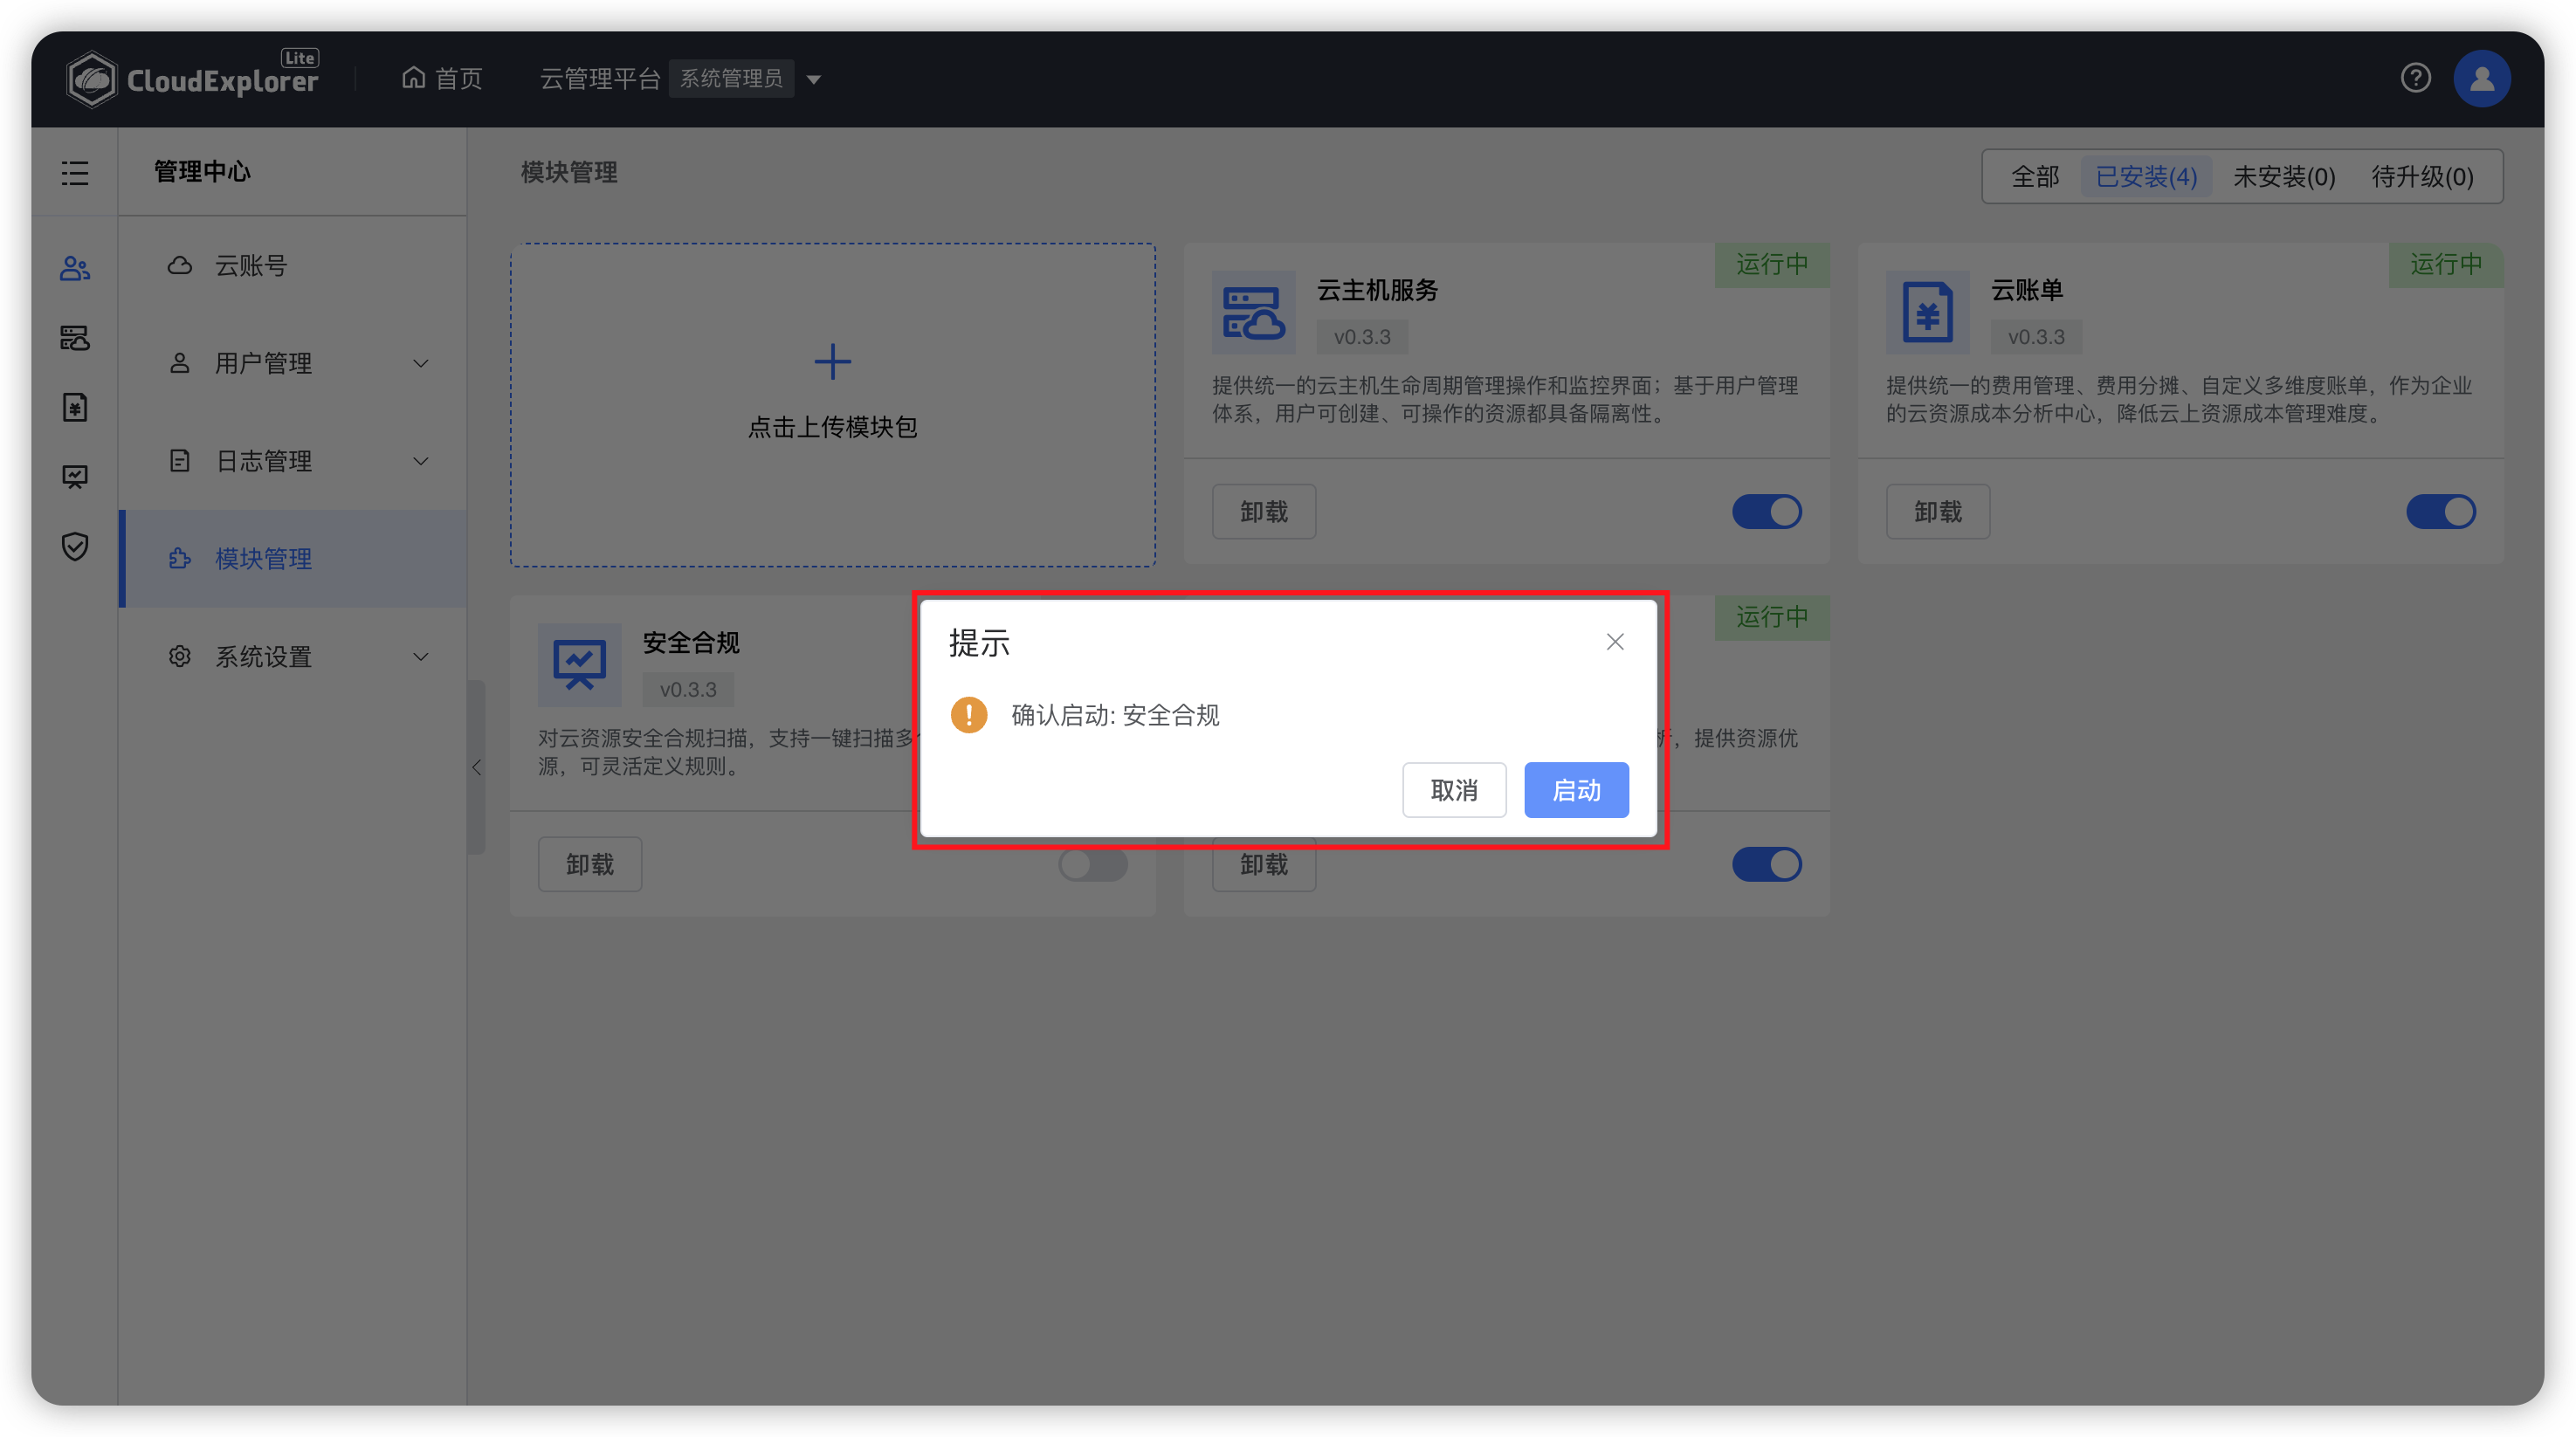 CloudExplorer Lite
首页
云管理平台 系统管理员
管理中心
云账号
用户管理
日志管理
模块管理
系统设置
模块管理
全部 已安装(4) 未安装(0) 待升级(0)
点击上传模块包
运行中
云主机服务
v0.3.3
提供统一的云主机生命周期管理操作和监控界面；基于用户管理
体系，用户可创建、可操作的资源都具备隔离性。
卸载
运行中
云账单
v0.3.3
提供统一的费用管理、费用分摊、自定义多维度账单，作为企业
的云资源成本分析中心，降低云上资源成本管理难度。
卸载
安全合规
v0.3.3
对云资源安全合规扫描，支持一键扫描多
源，可灵活定义规则。
卸载
运行中
，提供资源优
卸载
提示
确认启动: 安全合规
取消
启动